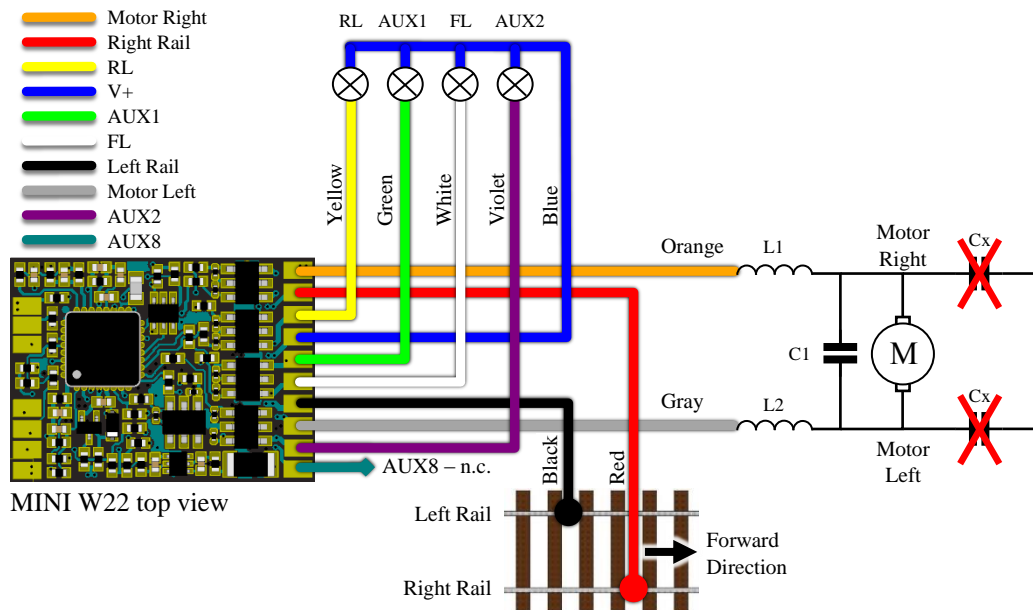 Motor Right
Right Rail
RL
V+
AUX1
FL
Left Rail
Motor Left
AUX2
AUX8
RL AUX1 FL AUX2
Yellow
Green
White
Violet
Blue
Orange
L1
Motor
Right
Cx
C1
M
Gray
L2
Cx
Motor
Left
AUX8 – n.c.
Black
Red
MINI W22 top view
Left Rail
Forward
Direction
Right Rail